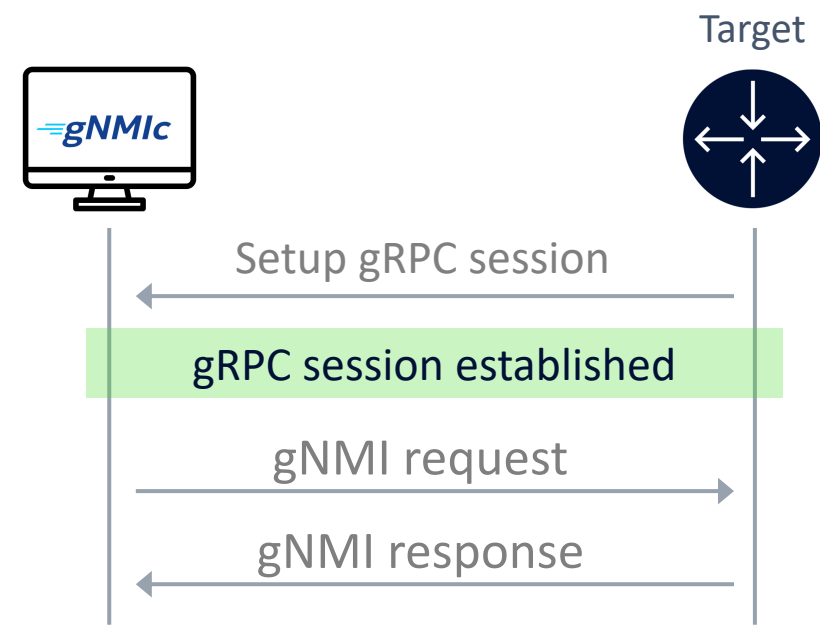 Target
gNMIc
Setup gRPC session
gRPC session established
gNMI request
gNMI response